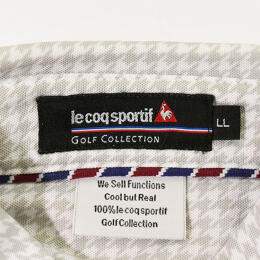 le coq sportif
GOLF COLLECTION
LL
We Sell Functions
Cool but Real
100% le coq sportif
Golf Collection